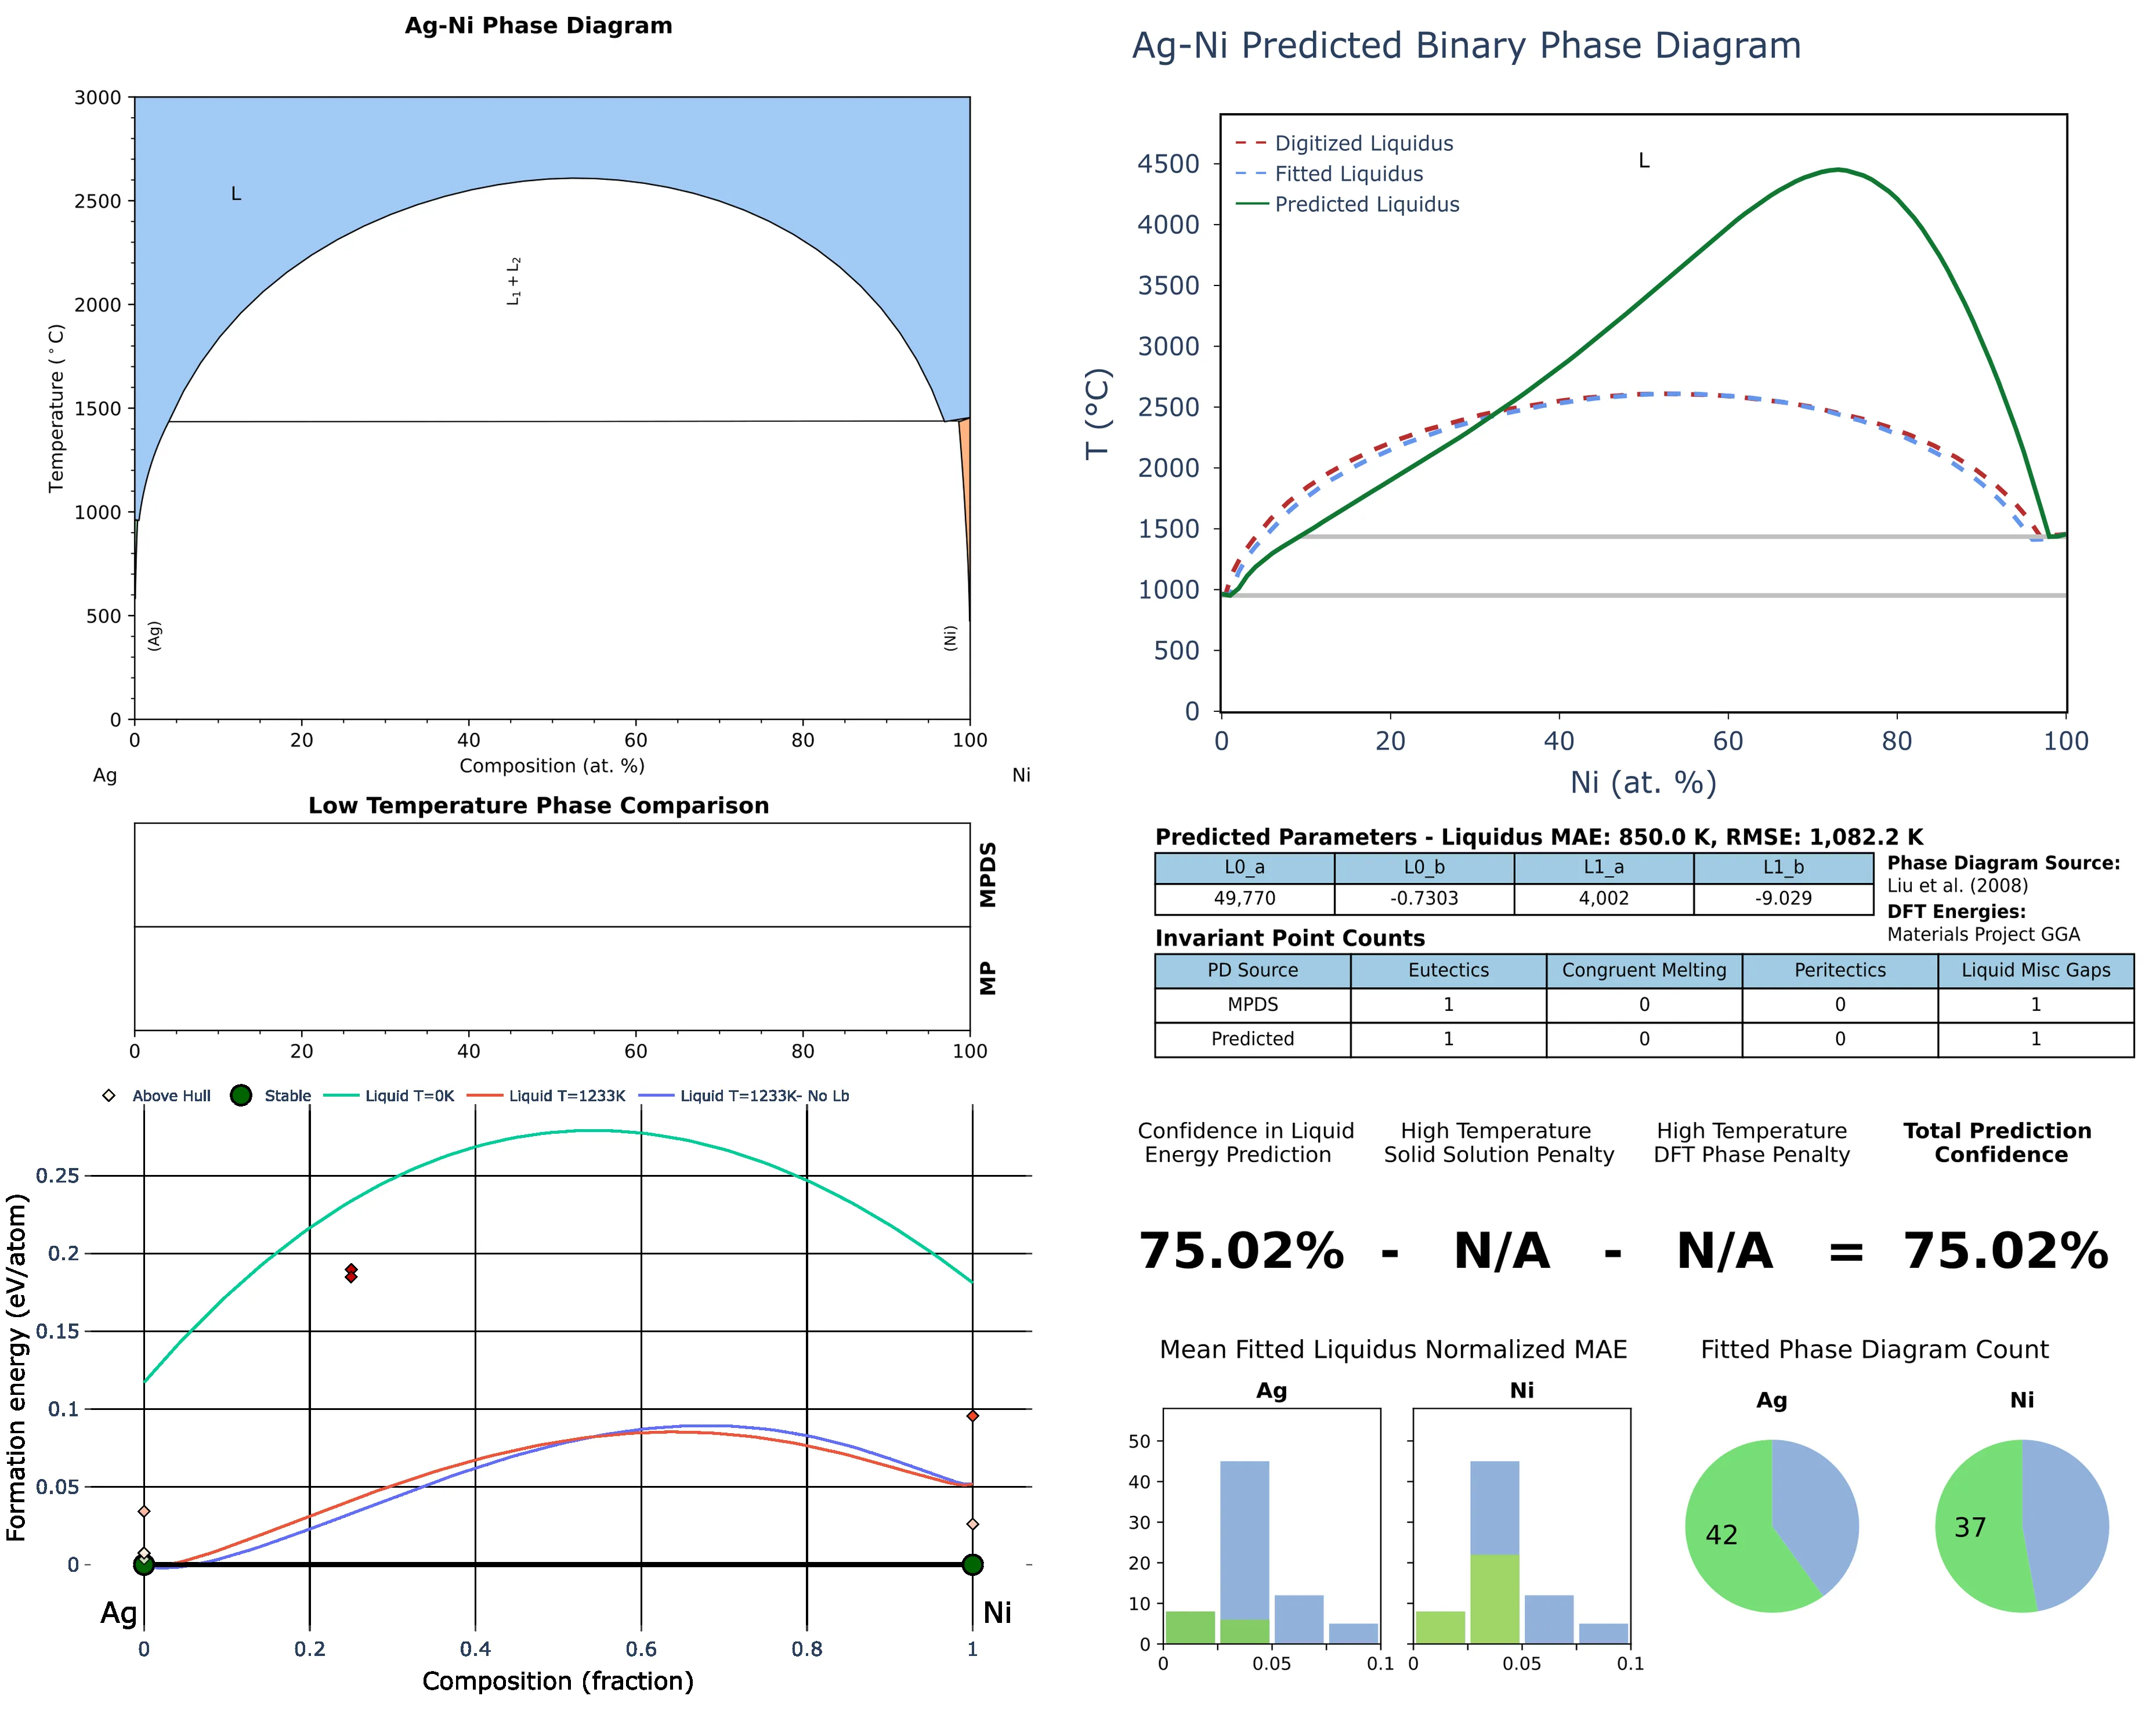 Ag-Ni Phase Diagram
3000
2500
2000
1500
1000
500
0
Temperature (°C)
L
L1 + L2
(Ag)
(Ni)
0 20 40 60 80 100
Composition (at. %)
Ag Ni
Ag-Ni Predicted Binary Phase Diagram
Digitized Liquidus
Fitted Liquidus
Predicted Liquidus
L
4500
4000
3500
3000
2500
2000
1500
1000
500
0
T (°C)
0 20 40 60 80 100
Ni (at. %)
Low Temperature Phase Comparison
MPDS
MP
0 20 40 60 80 100
Predicted Parameters - Liquidus MAE: 850.0 K, RMSE: 1,082.2 K
L0_a L0_b L1_a L1_b
49,770 -0.7303 4,002 -9.029
Phase Diagram Source:
Liu et al. (2008)
DFT Energies:
Materials Project GGA
Invariant Point Counts
PD Source Eutectics Congruent Melting Peritectics Liquid Misc Gaps
MPDS 1 0 0 1
Predicted 1 0 0 1
Above Hull Stable Liquid T=0K Liquid T=1233K Liquid T=1233K- No Lb
0.25
0.2
0.15
0.1
0.05
0
Formation energy (eV/atom)
Ag Ni
0 0.2 0.4 0.6 0.8 1
Composition (fraction)
Confidence in Liquid
Energy Prediction
High Temperature
Solid Solution Penalty
High Temperature
DFT Phase Penalty
Total Prediction
Confidence
75.02% - N/A - N/A = 75.02%
Mean Fitted Liquidus Normalized MAE
Ag Ni
50
40
30
20
10
0
0 0.05 0.1 0 0.05 0.1
Fitted Phase Diagram Count
Ag Ni
42 37